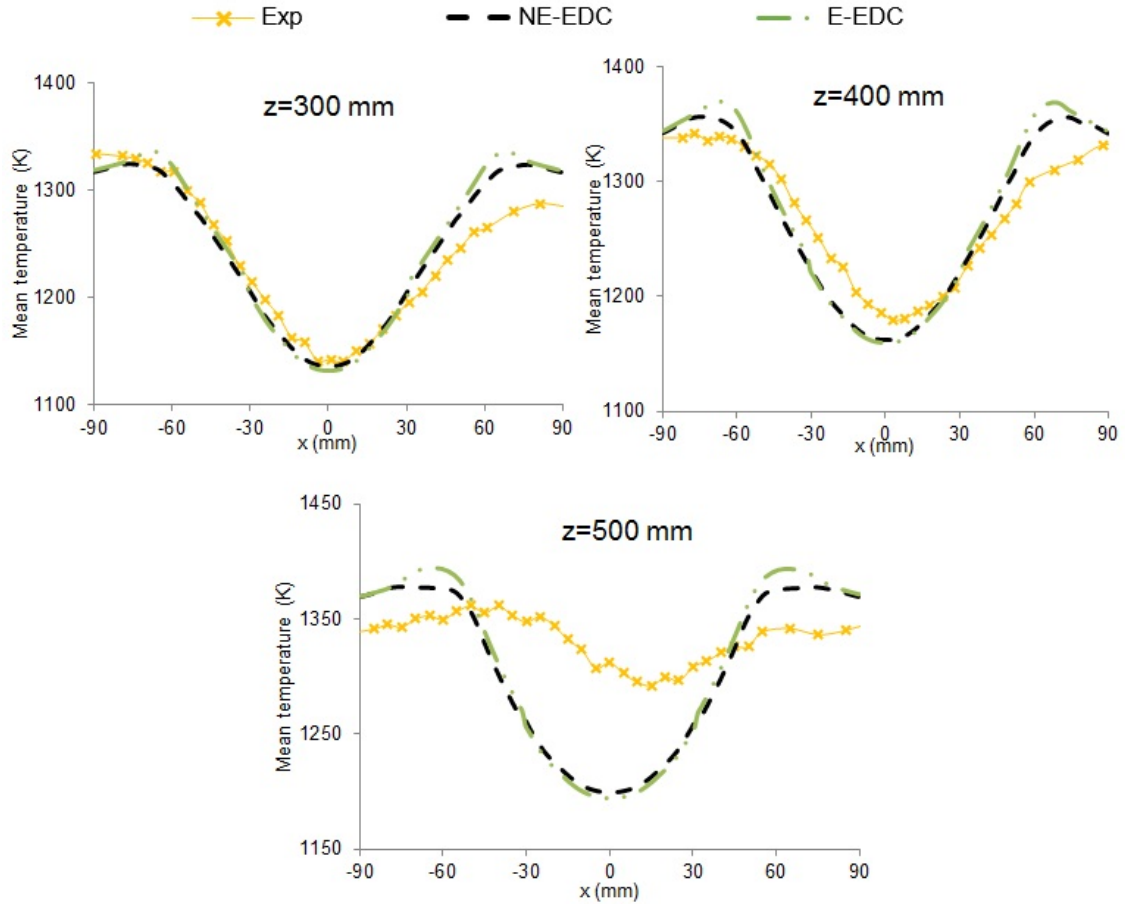 Exp NE-EDC E-EDC
z=300 mm
Mean temperature (K)
1400
1300
1200
1100
-90 -60 -30 0 30 60 90
x (mm)
z=400 mm
Mean temperature (K)
1400
1300
1200
1100
-90 -60 -30 0 30 60 90
x (mm)
z=500 mm
Mean temperature (K)
1450
1350
1250
1150
-90 -60 -30 0 30 60 90
x (mm)